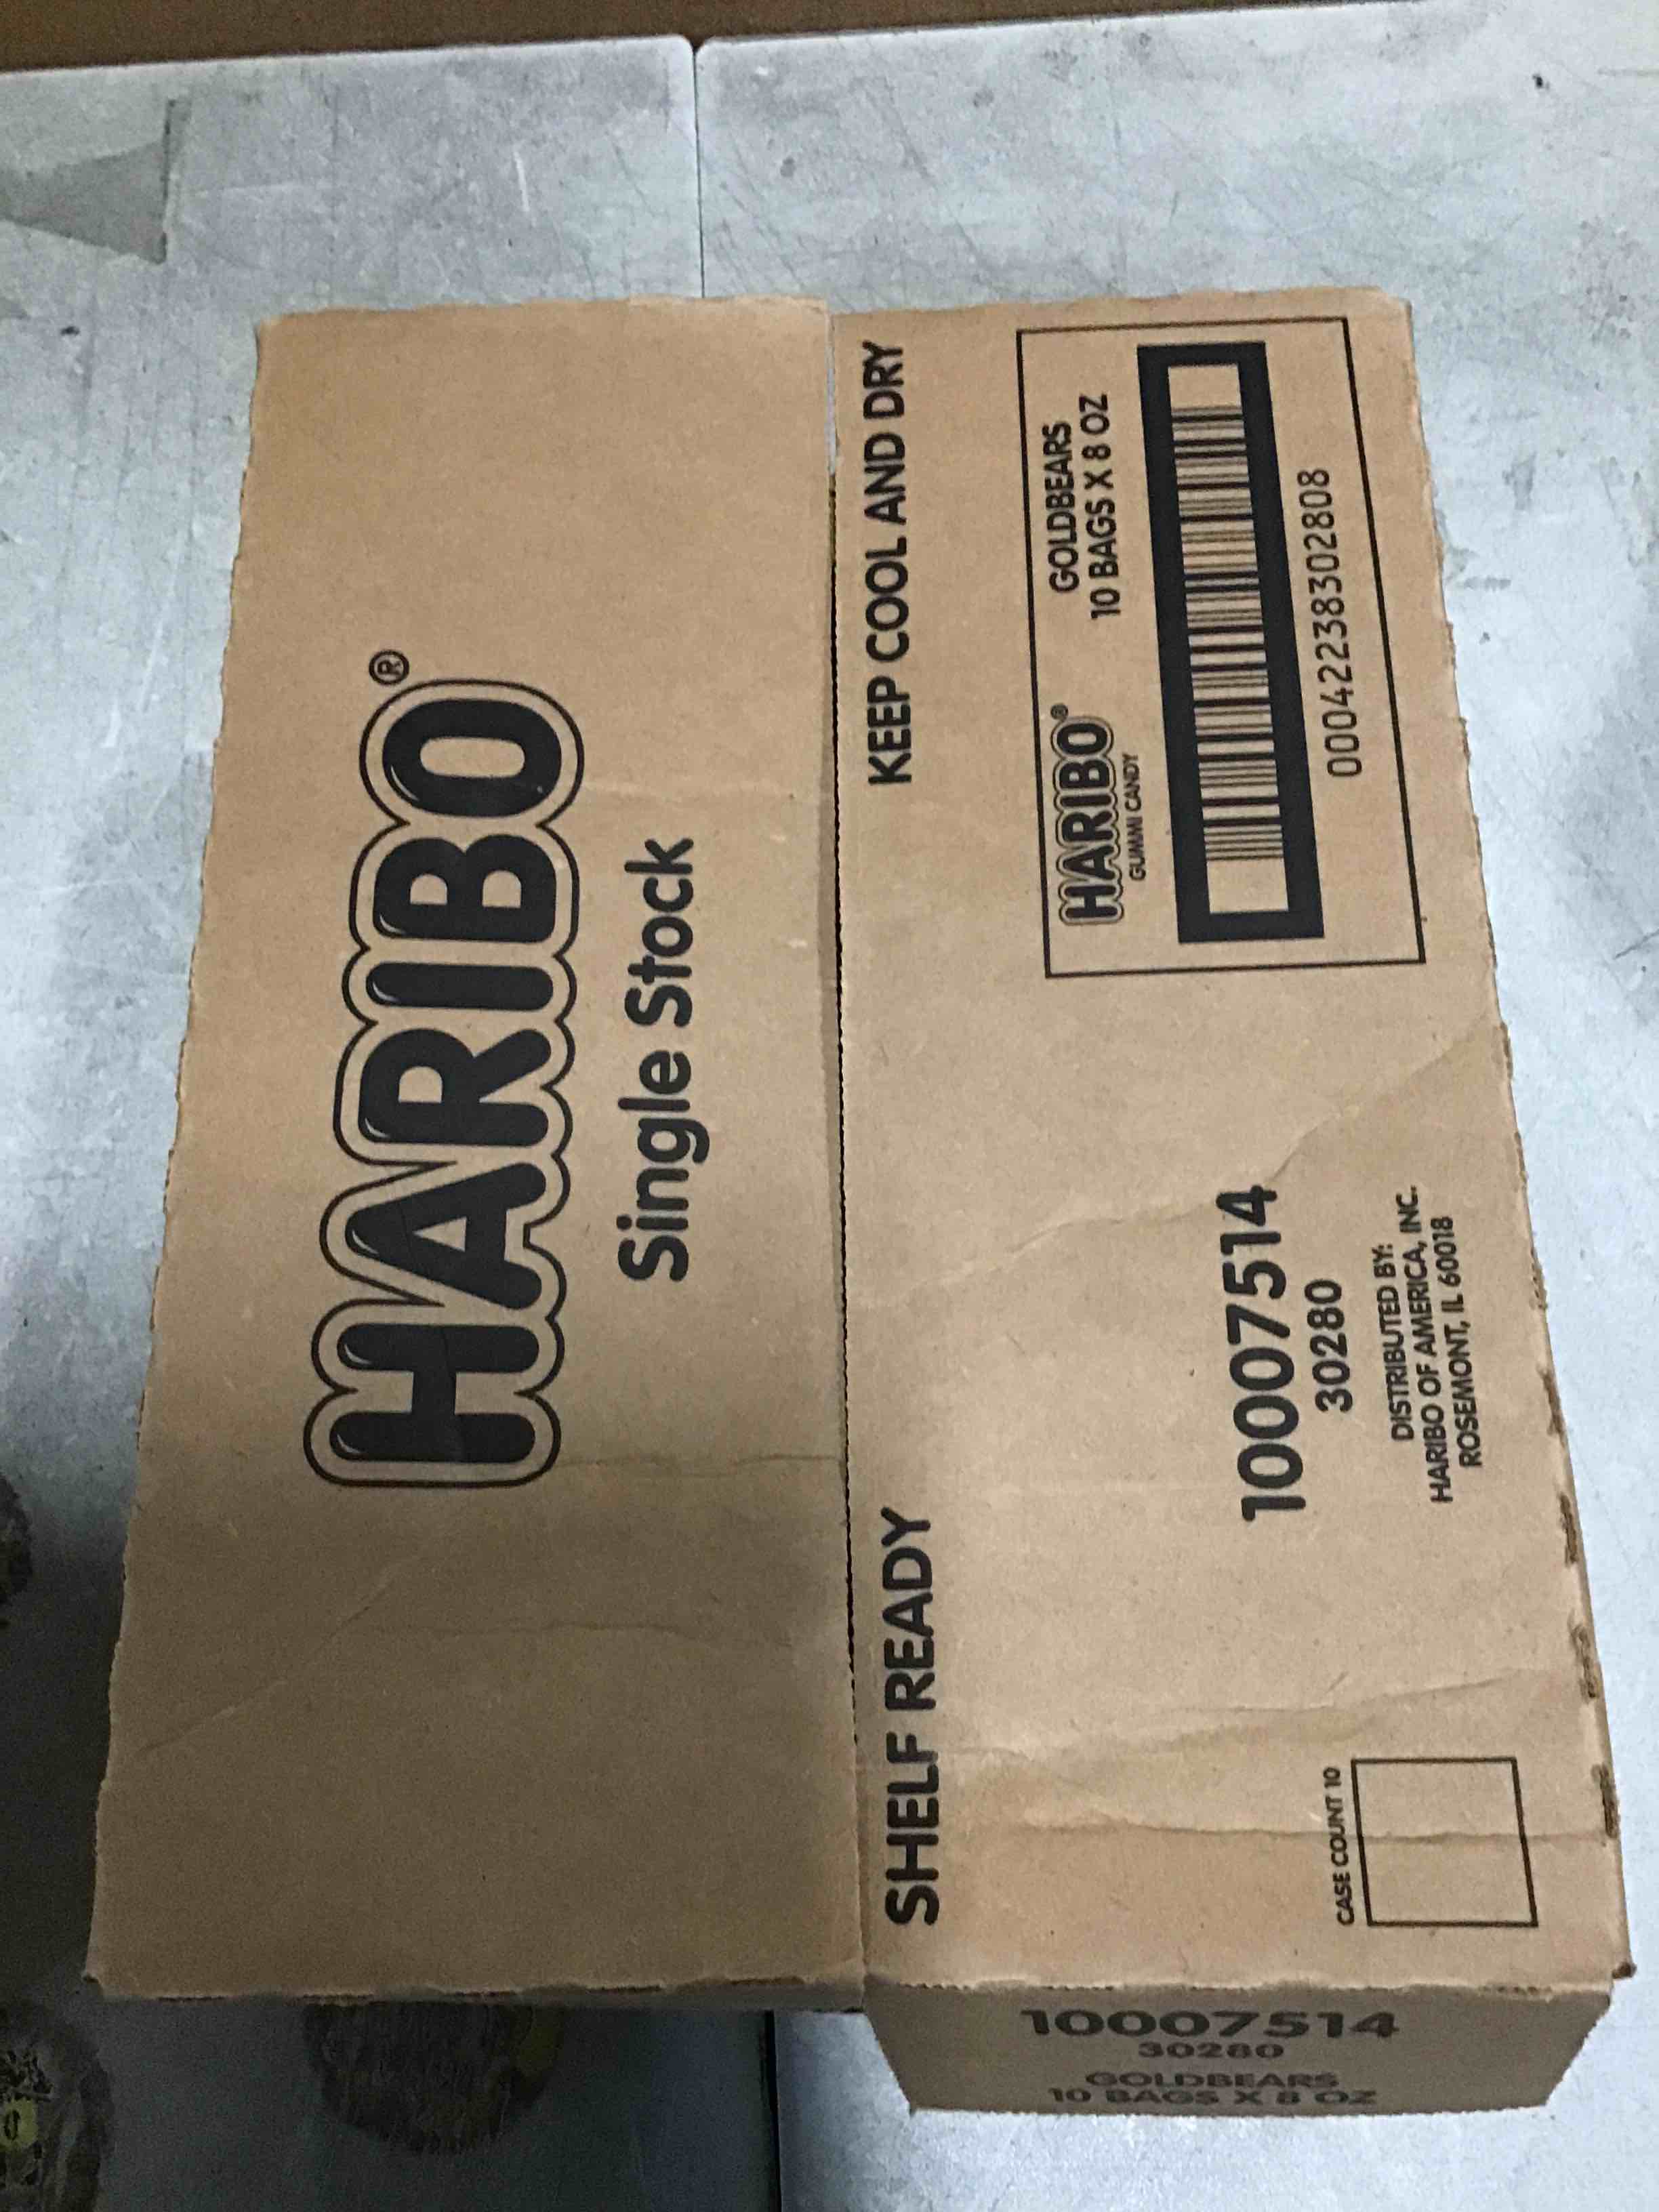 HARIBO®
Single Stock
SHELF READY
KEEP COOL AND DRY
HARIBO®
GUMMI CANDY
GOLDBEARS
10 BAGS X 8 OZ
00042238302808
10007514
30280
DISTRIBUTED BY:
HARIBO OF AMERICA, INC.
ROSEMONT, IL 60018
CASE COUNT 10
10007514
30280
GOLDBEARS
10 BAGS X 8 OZ